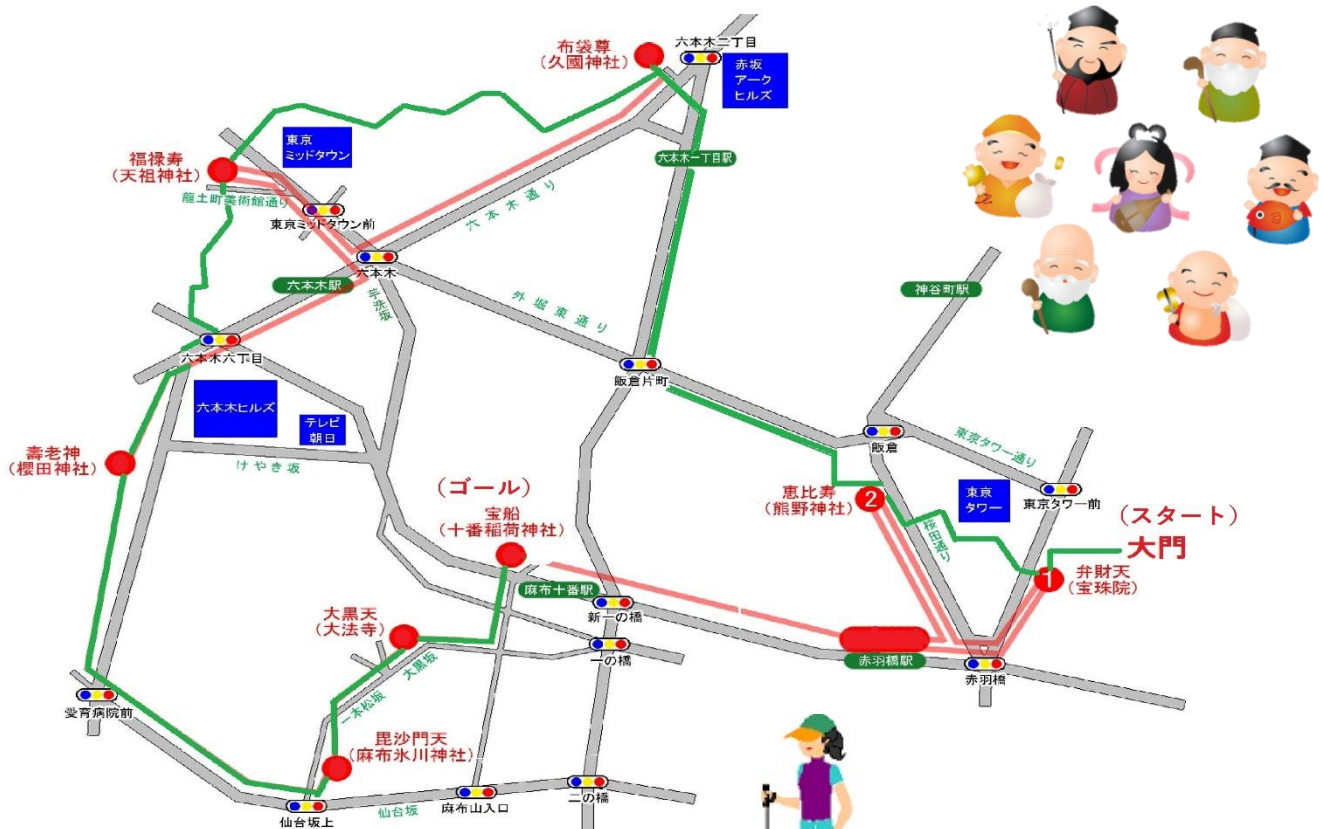 六本木二丁目
布袋尊
(久國神社)
赤坂
アーク
ヒルズ
東京
ミッドタウン
福禄寿
(天祖神社)
六本木一丁目駅
龍土町美術館通り
東京ミッドタウン前
六本木通り
六本木
六本木駅
芋洗坂
外堀東通り
神谷町駅
六本木六丁目
飯倉片町
六本木ヒルズ
テレビ
朝日
飯倉
東京タワー通り
けやき坂
壽老神
(櫻田神社)
(ゴール)
宝船
(十番稲荷神社)
恵比寿
(熊野神社)
2
東京
タワー
東京タワー前
(スタート)
大門
桜田通り
1
弁財天
(宝珠院)
麻布十番駅
新一の橋
大黒天
(大法寺)
一の橋
赤羽橋駅
赤羽橋
大黒坂
一本松坂
受育病院前
毘沙門天
(麻布氷川神社)
仙台坂上
仙台坂
麻布山入口
二の橋